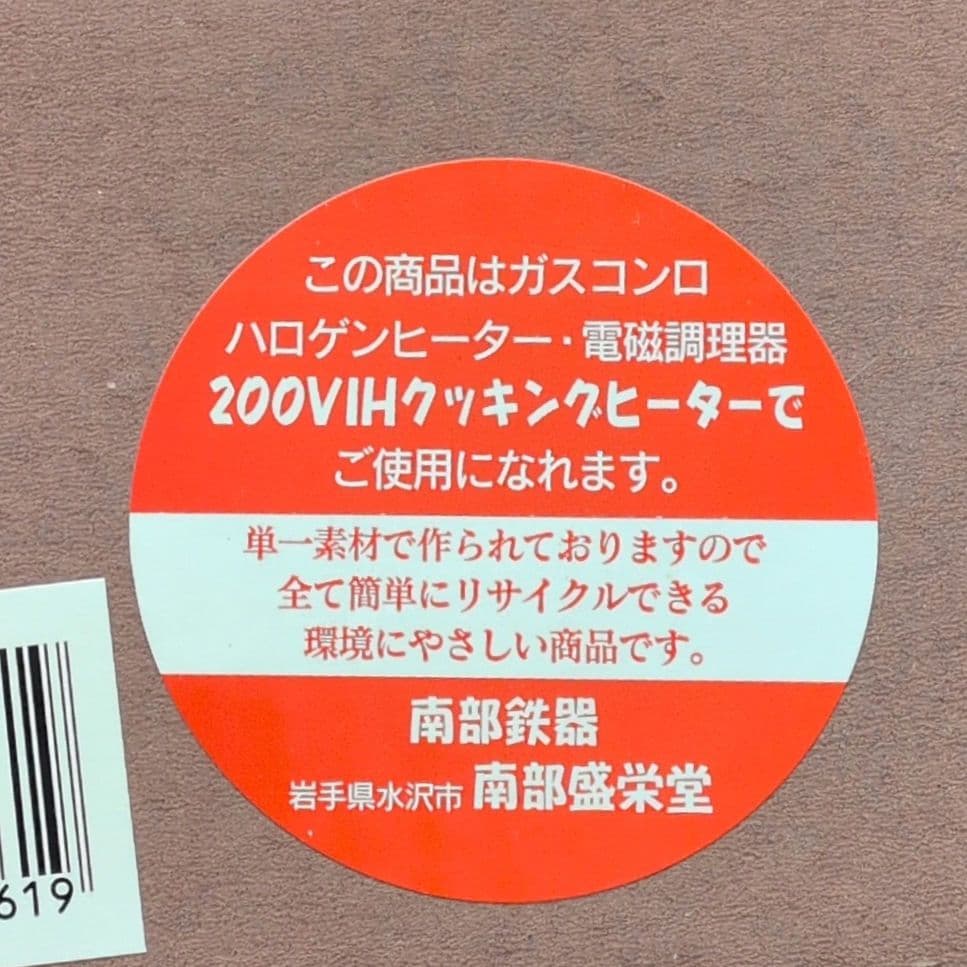 この商品はガスコンロ
ハロゲンヒーター・電磁調理器
200VIHクッキングヒーターで
ご使用になれます。
単一素材で作られておりますので
全て簡単にリサイクルできる
環境にやさしい商品です。
南部鉄器
岩手県水沢市 南部盛栄堂
619